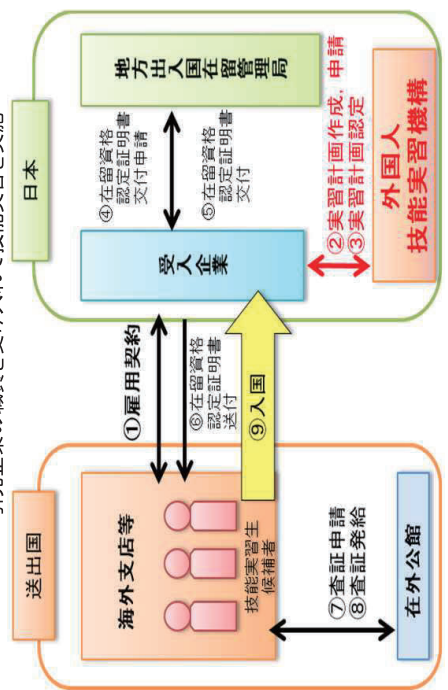 送出国
海外支店等
技能実習生
候補者
⑦査証申請
⑧査証発給
在外公館
①雇用契約
⑥在留資格
認定証明書
送付
⑨入国
日本
受入企業
④在留資格
認定証明書
交付申請
⑤在留資格
認定証明書
交付
地方出入国在留管理局
②実習計画作成，申請
③実習計画認定
外国人
技能実習機構